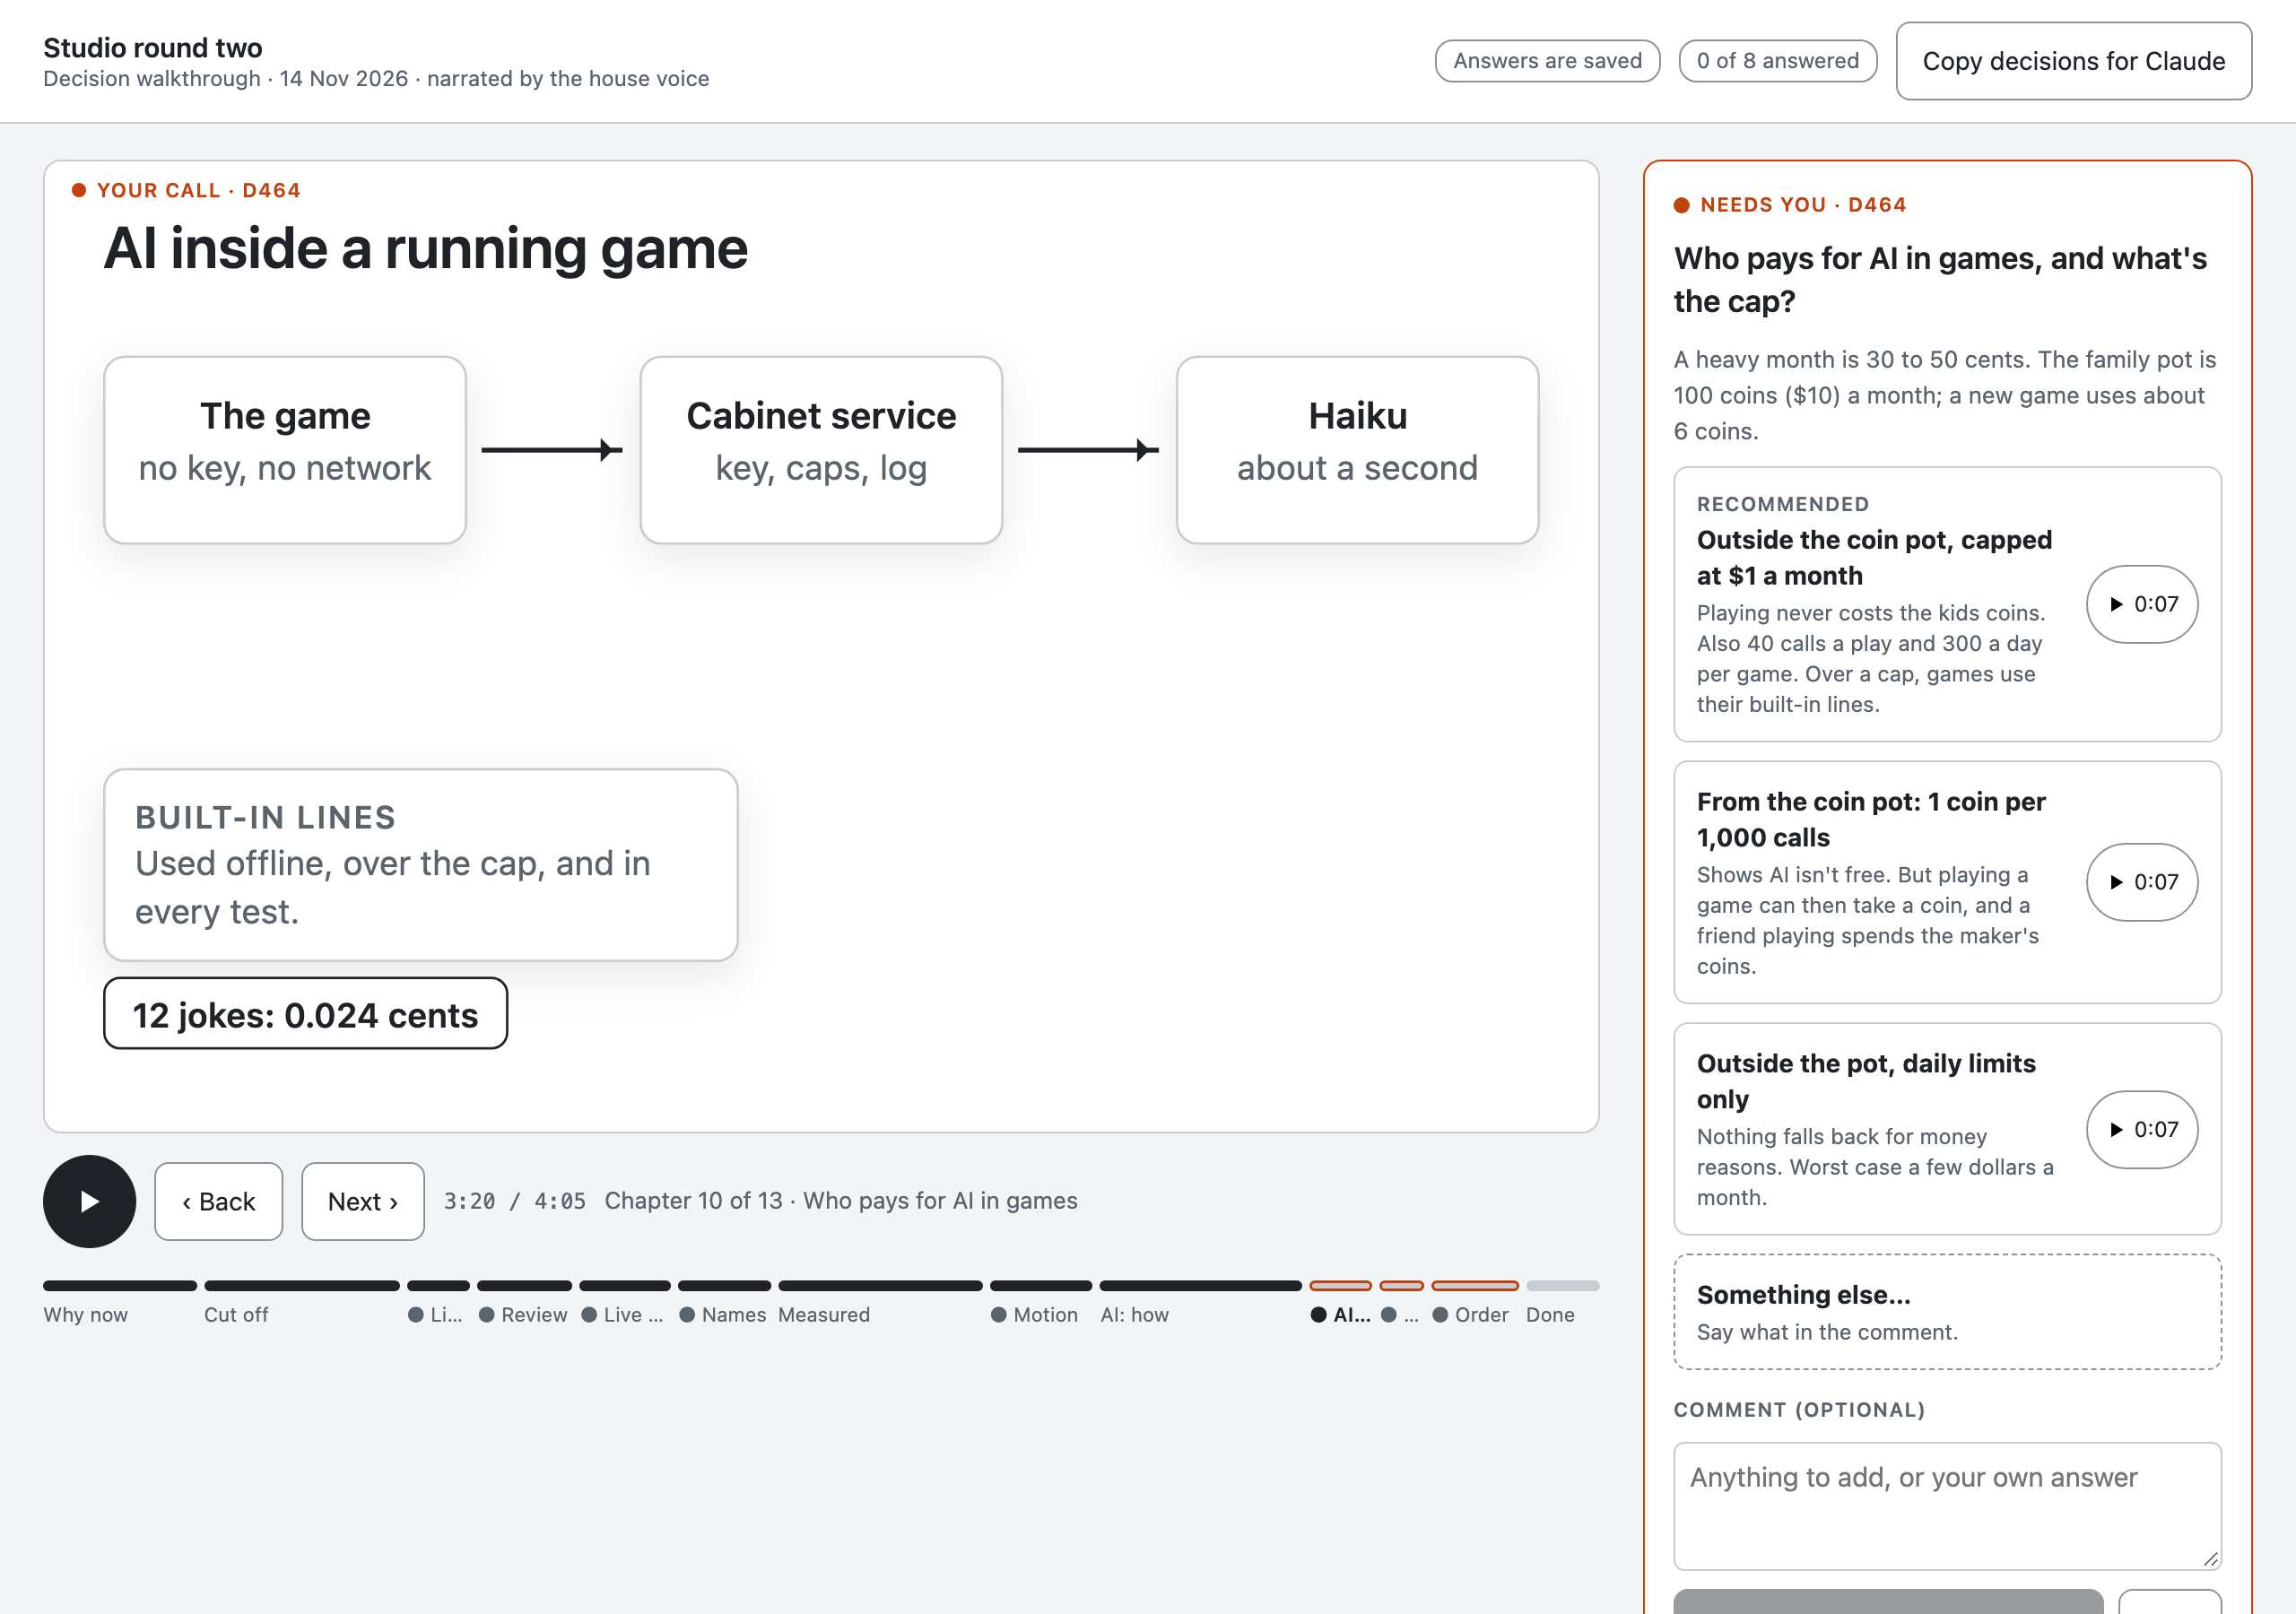 Studio round two
Decision walkthrough · 14 Nov 2026 · narrated by the house voice
Answers are saved
0 of 8 answered
Copy decisions for Claude
YOUR CALL · D464
AI inside a running game
The game
no key, no network
Cabinet service
key, caps, log
Haiku
about a second
BUILT-IN LINES
Used offline, over the cap, and in
every test.
12 jokes: 0.024 cents
‹ Back
Next ›
3:20 / 4:05
Chapter 10 of 13 · Who pays for AI in games
Why now
Cut off
Li...
Review
Live ...
Names
Measured
Motion
AI: how
AI...
...
Order
Done
NEEDS YOU · D464
Who pays for AI in games, and what's
the cap?
A heavy month is 30 to 50 cents. The family pot is
100 coins ($10) a month; a new game uses about
6 coins.
RECOMMENDED
Outside the coin pot, capped
at $1 a month
Playing never costs the kids coins.
Also 40 calls a play and 300 a day
per game. Over a cap, games use
their built-in lines.
0:07
From the coin pot: 1 coin per
1,000 calls
Shows AI isn't free. But playing a
game can then take a coin, and a
friend playing spends the maker's
coins.
0:07
Outside the pot, daily limits
only
Nothing falls back for money
reasons. Worst case a few dollars a
month.
0:07
Something else...
Say what in the comment.
COMMENT (OPTIONAL)
Anything to add, or your own answer